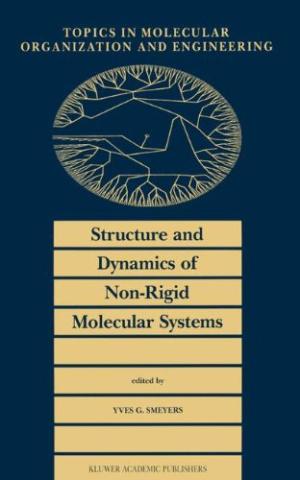 TOPICS IN MOLECULAR
ORGANIZATION AND ENGINEERING
Structure and
Dynamics of
Non-Rigid
Molecular Systems
edited by
YVES G. SMEYERS
KLUWER ACADEMIC PUBLISHERS